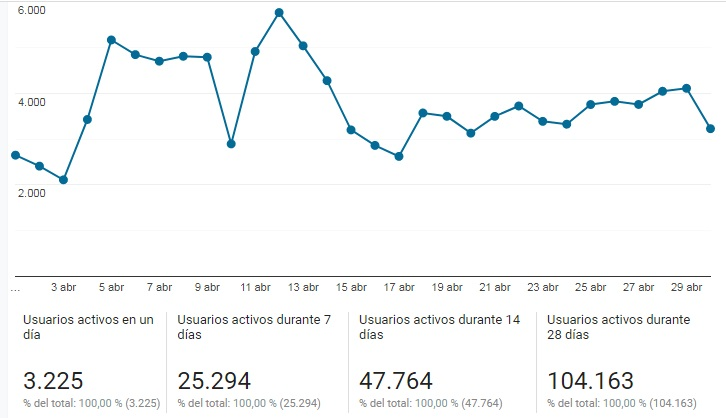 6.000
4.000
2.000
...
3 abr
5 abr
7 abr
9 abr
11 abr
13 abr
15 abr
17 abr
19 abr
21 abr
23 abr
25 abr
27 abr
29 abr
Usuarios activos en un
día
3.225
% del total: 100,00 % (3.225)
Usuarios activos durante 7
días
25.294
% del total: 100,00 % (25.294)
Usuarios activos durante 14
días
47.764
% del total: 100,00 % (47.764)
Usuarios activos durante
28 días
104.163
% del total: 100,00 % (104.163)